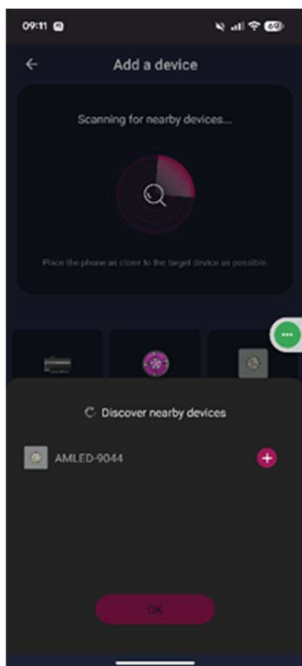 09:11
69
Add a device
Scanning for nearby devices...
Place the phone as close to the target device as possible.
Discover nearby devices
AMLED-9044
OK